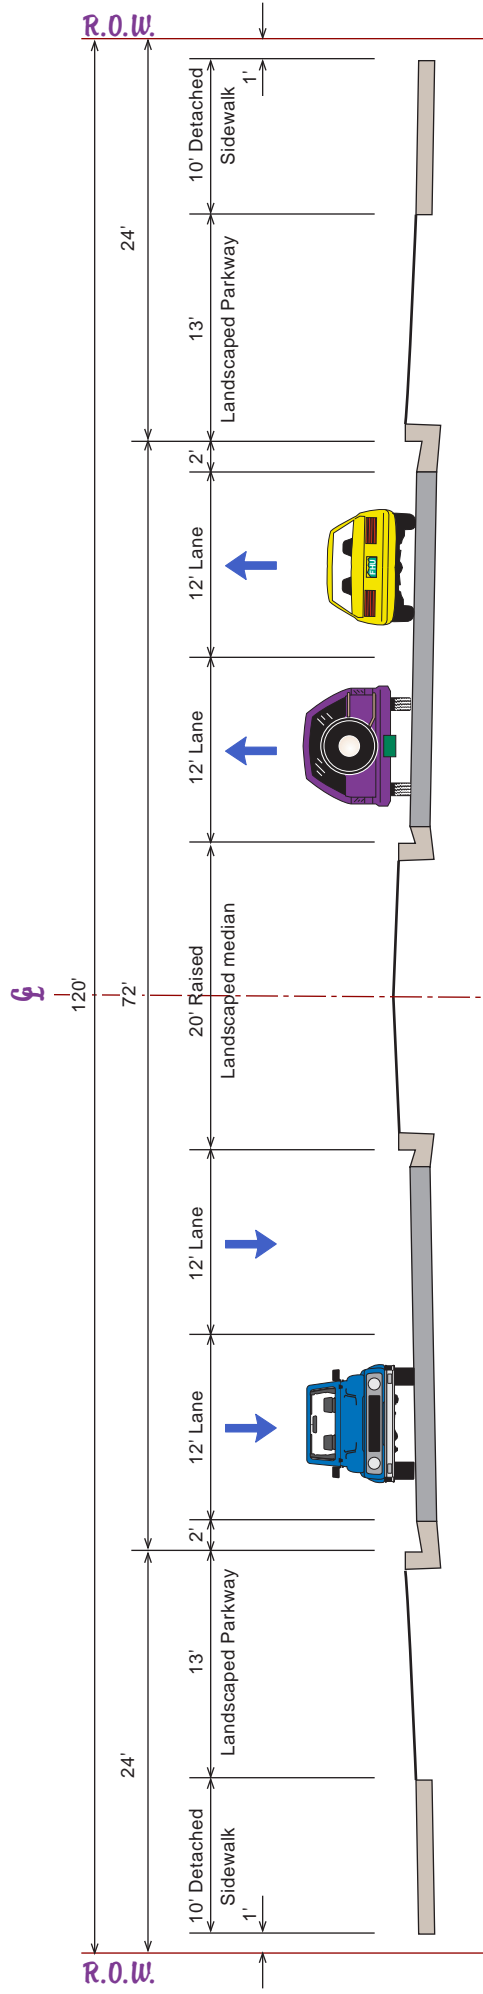 R.O.W.
℄
R.O.W.
120'
24'
72'
24'
10' Detached
Sidewalk
1'
13'
Landscaped Parkway
2'
12' Lane
12' Lane
20' Raised
Landscaped median
12' Lane
12' Lane
2'
13'
Landscaped Parkway
10' Detached
Sidewalk
1'
FHU